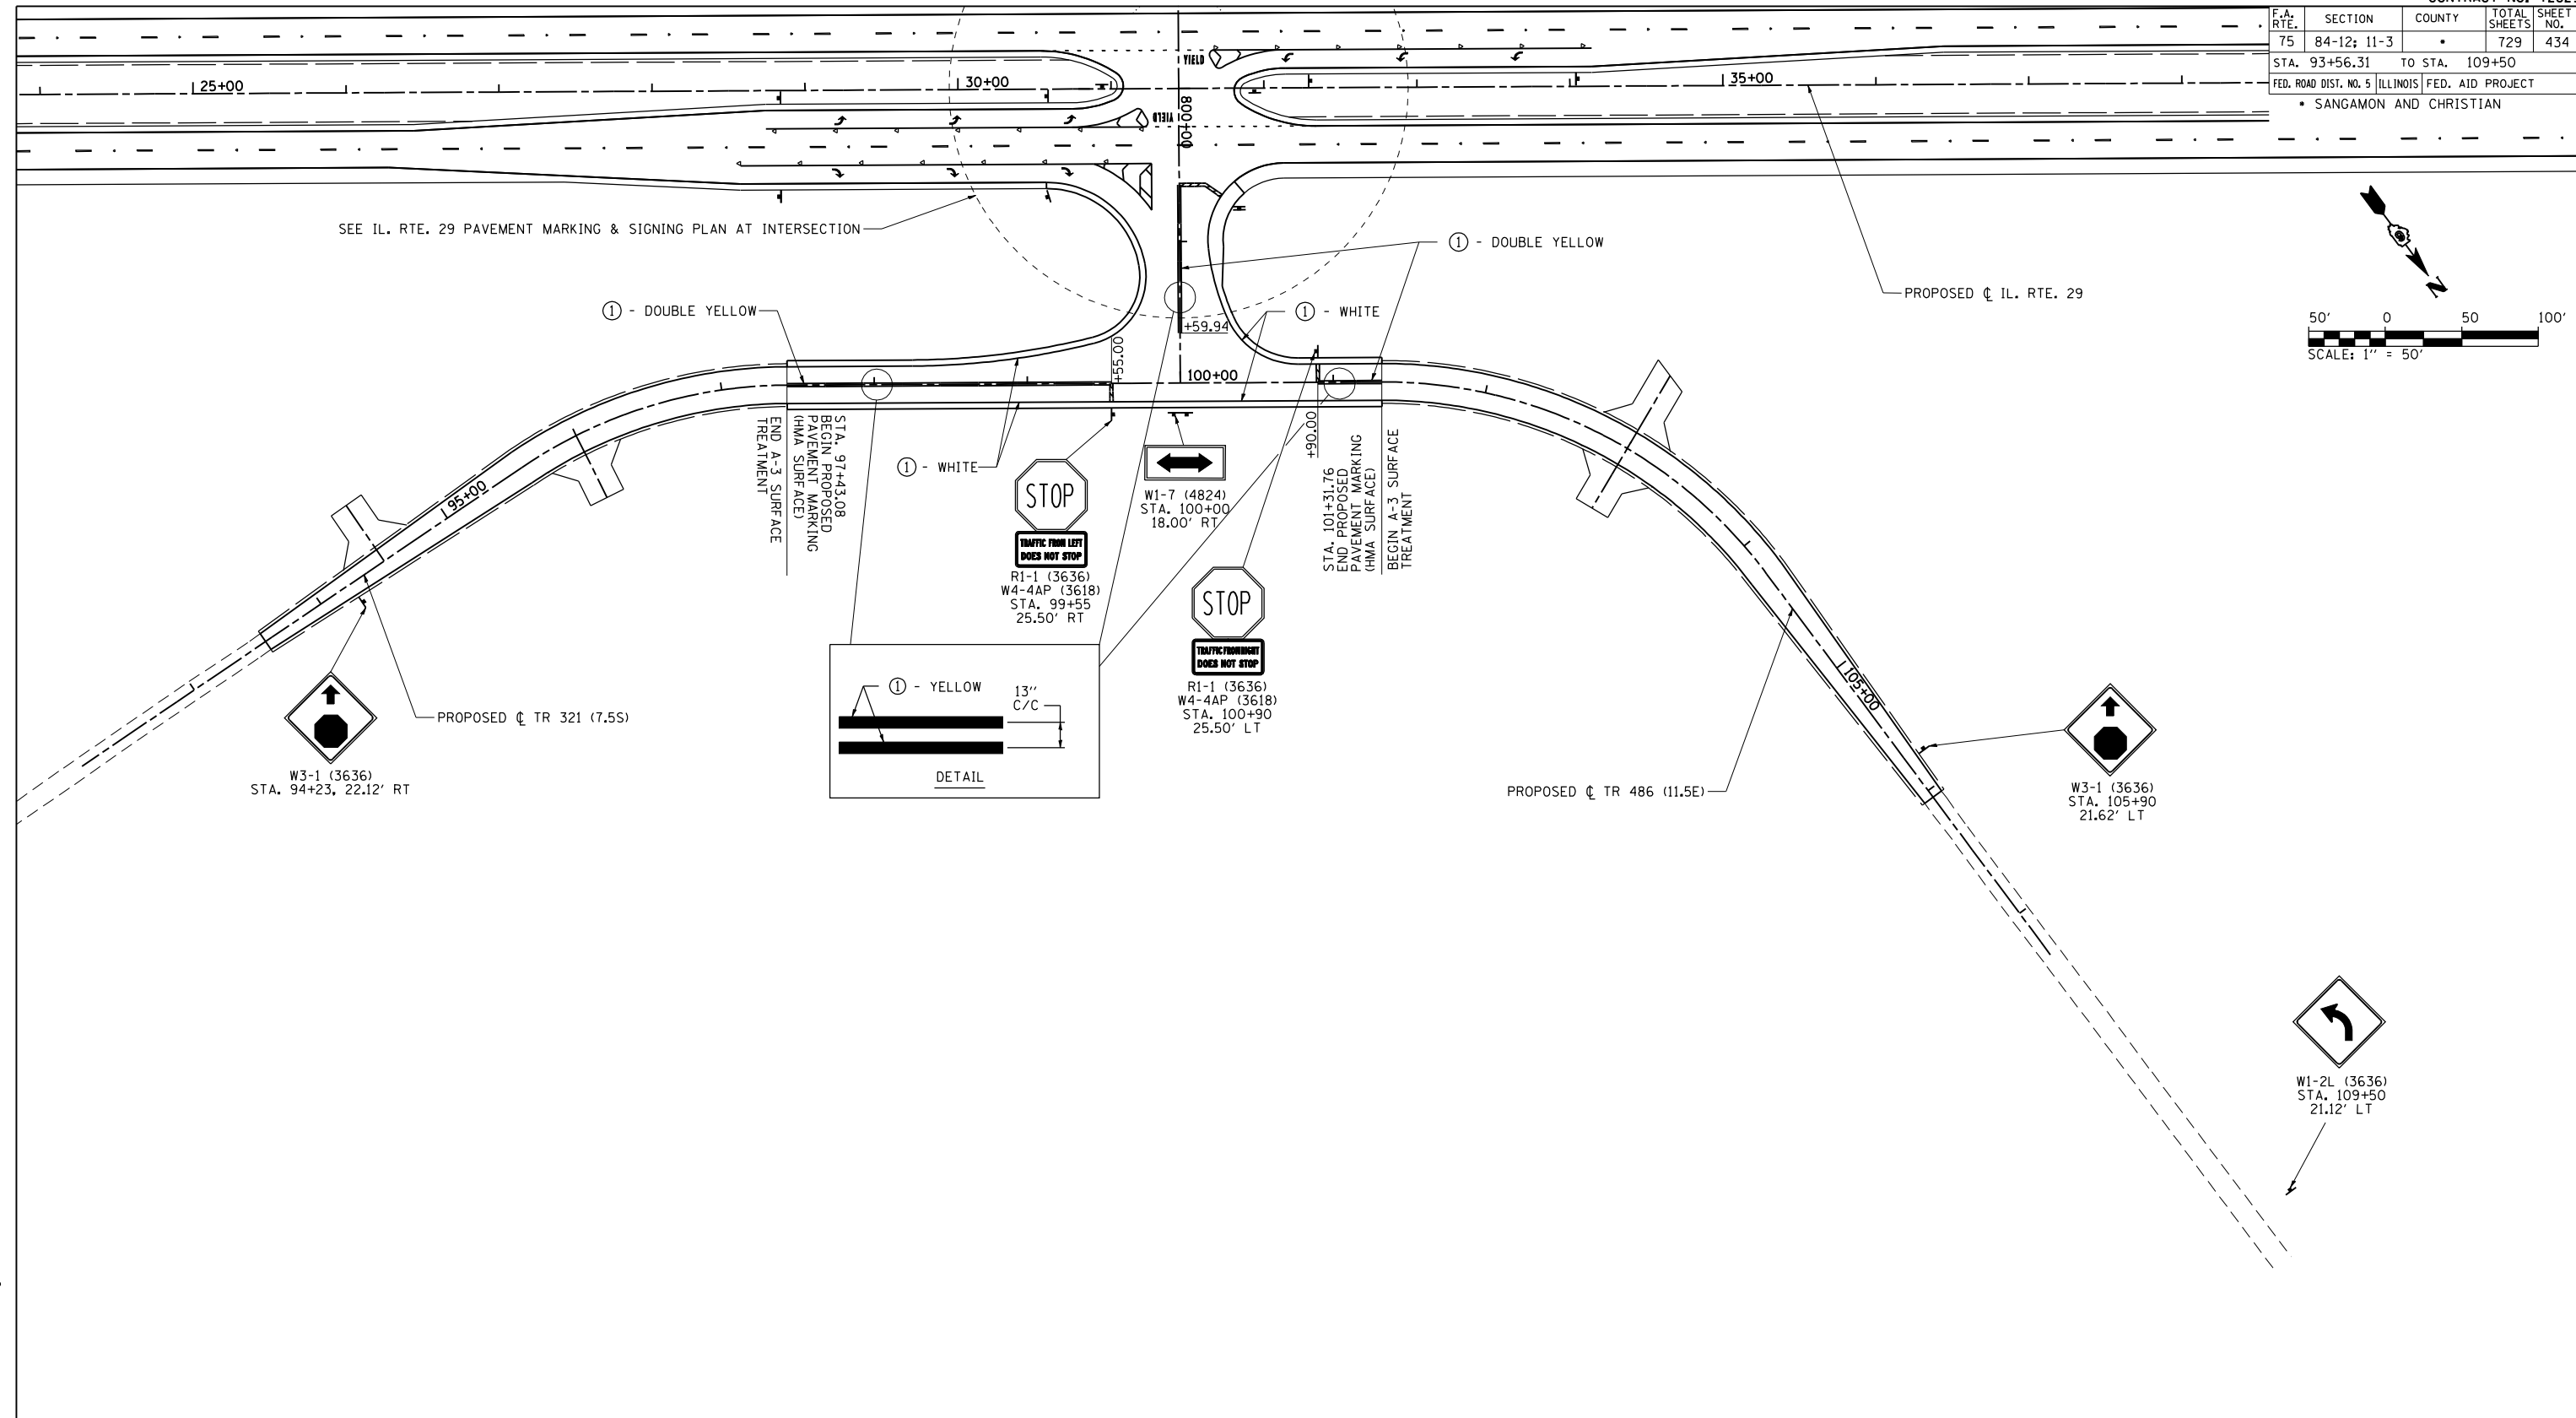 F.A. RTE.
SECTION
COUNTY
TOTAL SHEETS
SHEET NO.
75
84-12; 11-3
*
729
434
STA. 93+56.31 TO STA. 109+50
FED. ROAD DIST. NO. 5
ILLINOIS
FED. AID PROJECT
* SANGAMON AND CHRISTIAN
YIELD
25+00
30+00
35+00
YIELD
800+00
SEE IL. RTE. 29 PAVEMENT MARKING & SIGNING PLAN AT INTERSECTION
1 - DOUBLE YELLOW
PROPOSED ℄ IL. RTE. 29
N
50' 0 50 100'
SCALE: 1'' = 50'
1 - DOUBLE YELLOW
1 - WHITE
+59.94
+55.00
100+00
+90.00
STA. 97+43.08
BEGIN PROPOSED
PAVEMENT MARKING
(HMA SURFACE)
END A-3 SURFACE
TREATMENT
1 - WHITE
STOP
TRAFFIC FROM LEFT
DOES NOT STOP
R1-1 (3636)
W4-4AP (3618)
STA. 99+55
25.50' RT
W1-7 (4824)
STA. 100+00
18.00' RT
STA. 101+31.76
END PROPOSED
PAVEMENT MARKING
(HMA SURFACE)
BEGIN A-3 SURFACE
TREATMENT
STOP
TRAFFIC FROM RIGHT
DOES NOT STOP
R1-1 (3636)
W4-4AP (3618)
STA. 100+90
25.50' LT
95+00
105+00
1 - YELLOW
13''
C/C
DETAIL
PROPOSED ℄ TR 321 (7.5S)
W3-1 (3636)
STA. 94+23, 22.12' RT
PROPOSED ℄ TR 486 (11.5E)
W3-1 (3636)
STA. 105+90
21.62' LT
W1-2L (3636)
STA. 109+50
21.12' LT